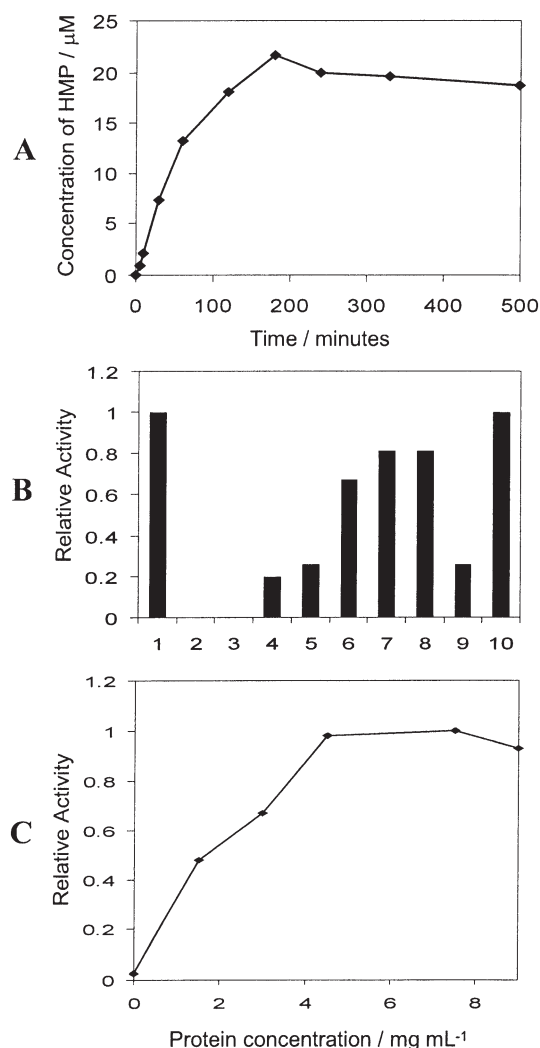 A
Concentration of HMP / μM
25
20
15
10
5
0
0 100 200 300 400 500
Time / minutes
B
Relative Activity
1.2
1
0.8
0.6
0.4
0.2
0
1 2 3 4 5 6 7 8 9 10
C
Relative Activity
1.2
1
0.8
0.6
0.4
0.2
0
0 2 4 6 8
Protein concentration / mg mL-1